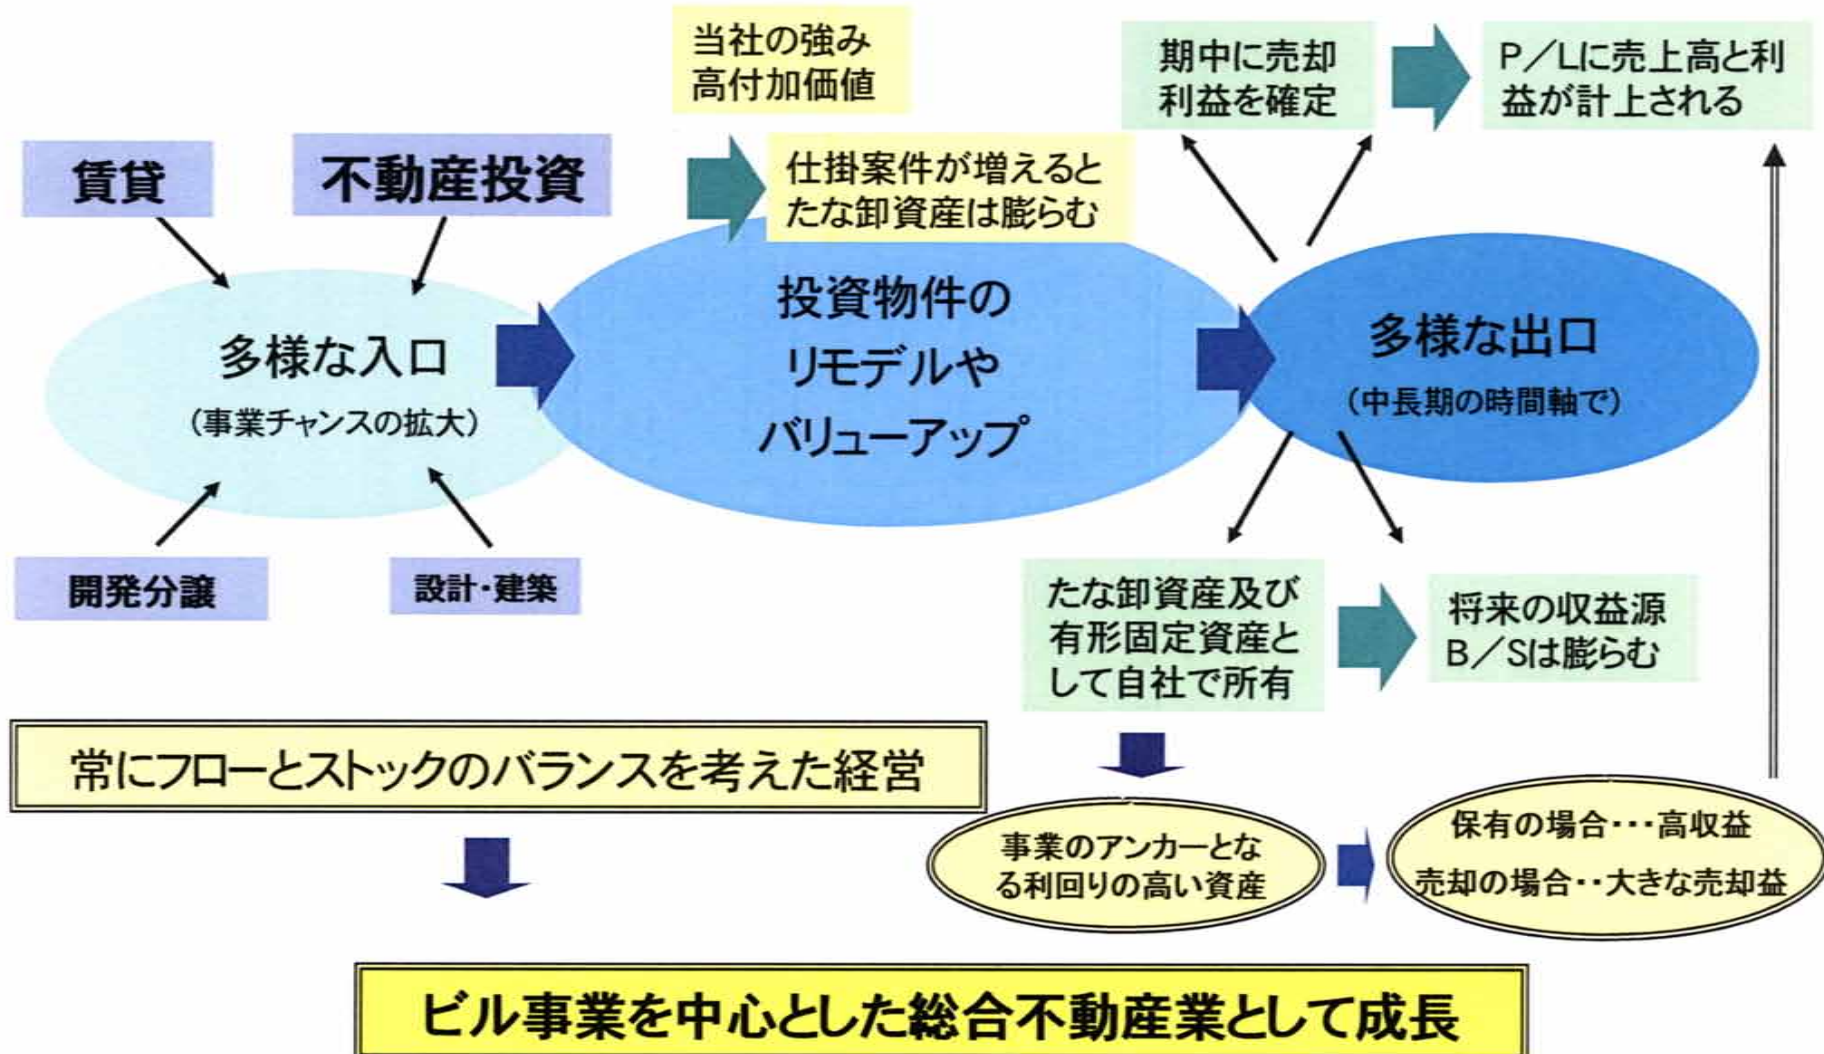 当社の強み
高付加価値
期中に売却
利益を確定
P／Lに売上高と利
益が計上される
賃貸
不動産投資
仕掛案件が増えると
たな卸資産は膨らむ
多様な入口
（事業チャンスの拡大）
投資物件の
リモデルや
バリューアップ
多様な出口
（中長期の時間軸で）
開発分譲
設計・建築
たな卸資産及び
有形固定資産と
して自社で所有
将来の収益源
B／Sは膨らむ
常にフローとストックのバランスを考えた経営
事業のアンカーとな
る利回りの高い資産
保有の場合・・・高収益
売却の場合・・大きな売却益
ビル事業を中心とした総合不動産業として成長